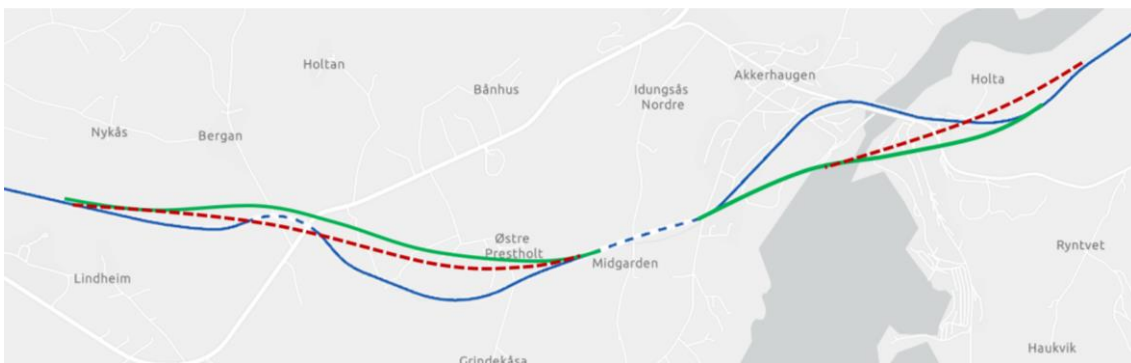 Holtan
Bånhus
Idungsås
Nordre
Akkerhaugen
Holta
Nykås
Bergan
Østre
Prestholt
Midgarden
Ryntvet
Lindheim
Grindekåsa
Haukvik